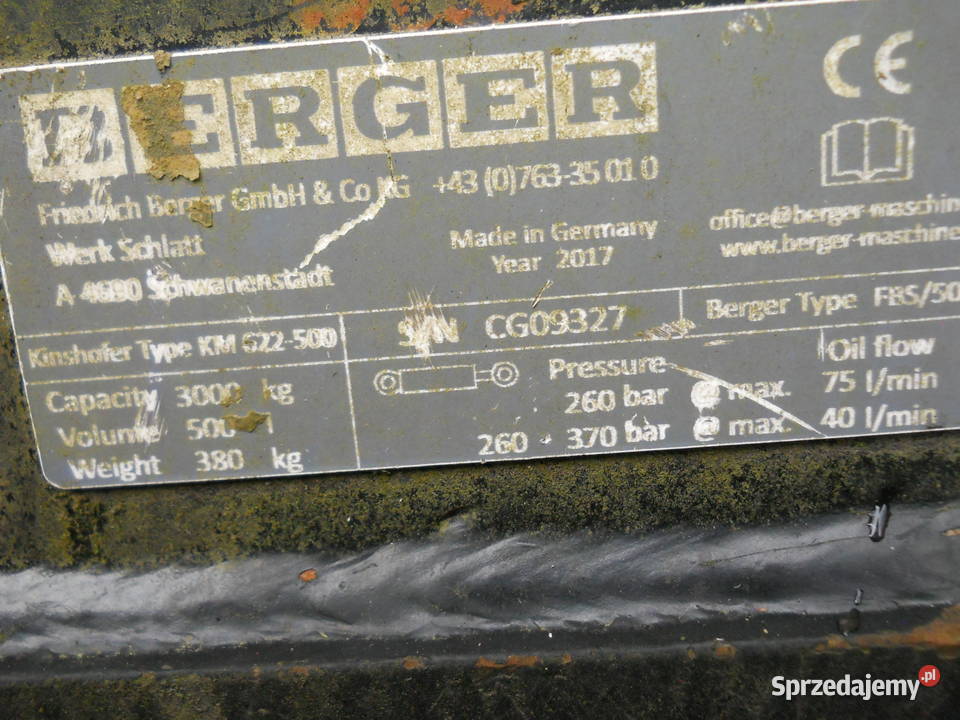 BERGER
CE
Friedrich Berger GmbH & Co KG +43 (0)763-35 01 0
Werk Schlatt
A 4690 Schwanenstadt
Made in Germany
Year 2017
office@berger-maschin
www.berger-maschine
Kinshofer Type KM 622-500
S/N CG09327
Berger Type FBS/50
Capacity 3000 kg
Volume 500 l
Weight 380 kg
Pressure Oil flow
260 bar @ max. 75 l/min
260 - 370 bar @ max. 40 l/min
Sprzedajemy.pl